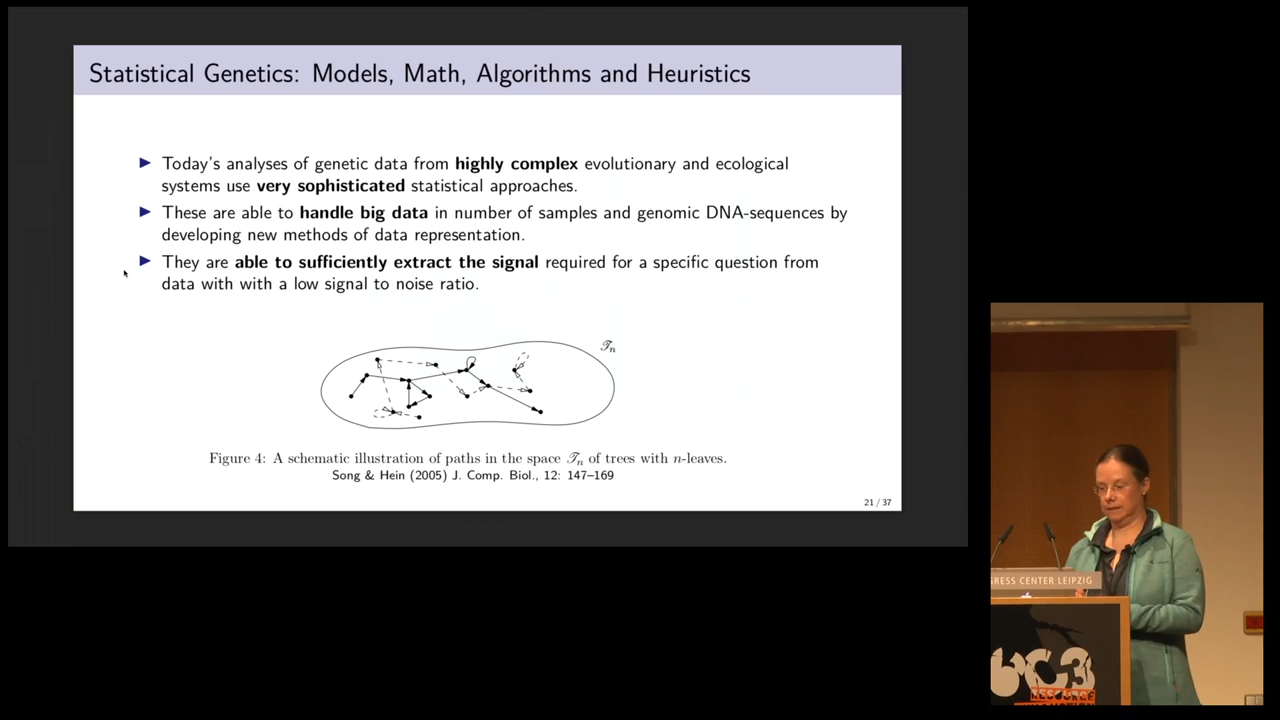 Statistical Genetics: Models, Math, Algorithms and Heuristics
Today's analyses of genetic data from highly complex evolutionary and ecological
systems use very sophisticated statistical approaches.
These are able to handle big data in number of samples and genomic DNA-sequences by
developing new methods of data representation.
They are able to sufficiently extract the signal required for a specific question from
data with with a low signal to noise ratio.
𝒯n
Figure 4: A schematic illustration of paths in the space 𝒯n of trees with n-leaves.
Song & Hein (2005) J. Comp. Biol., 12: 147–169
21 / 37
GRESS CENTER LEIPZIG
RESOURCE